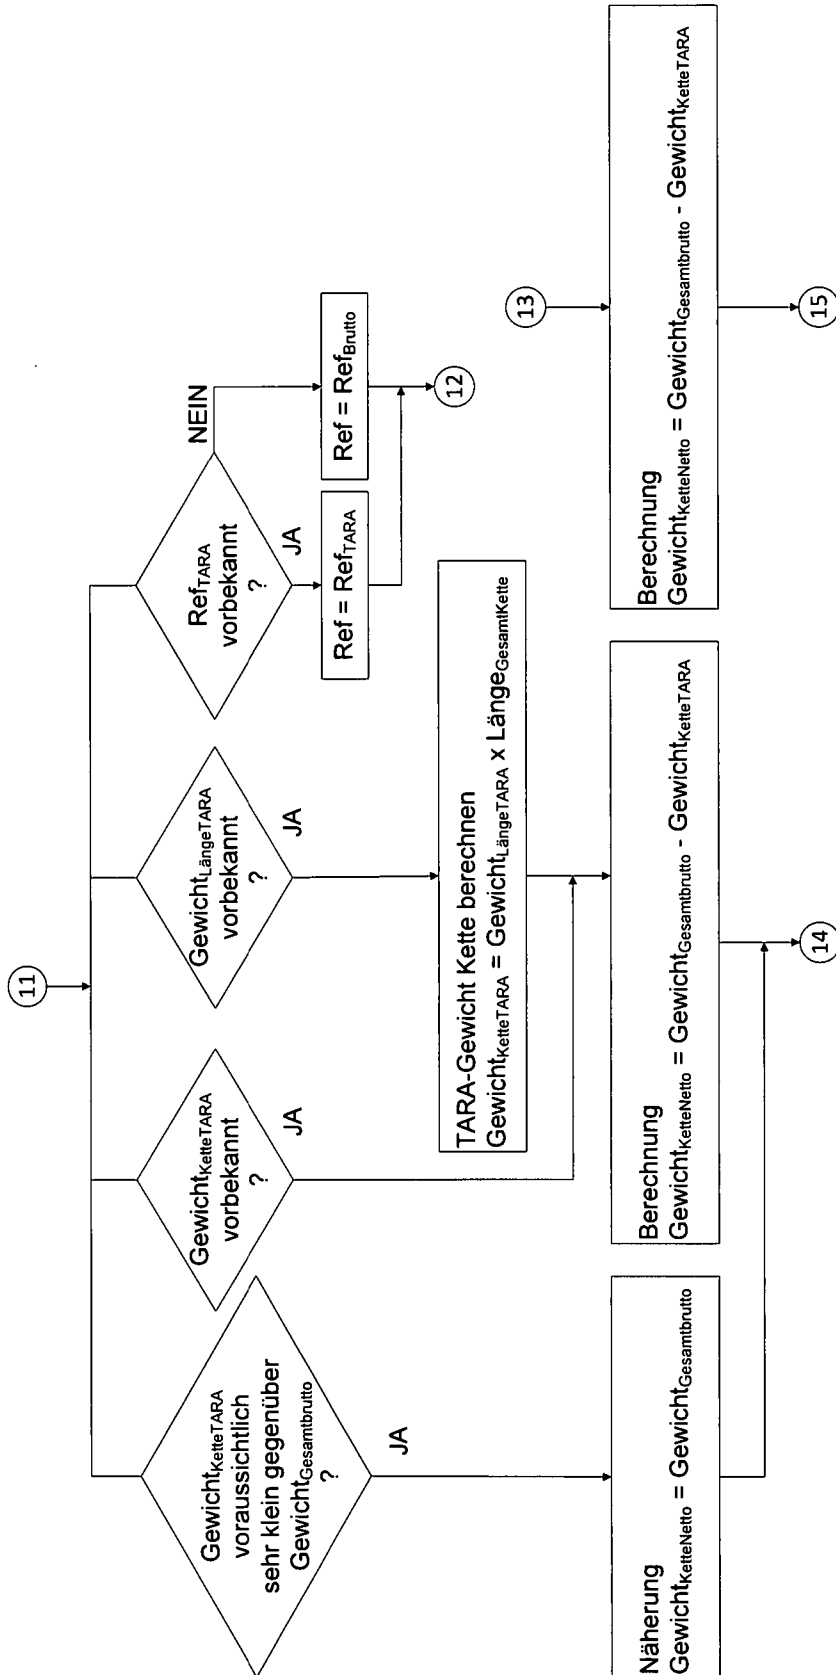 11
Gewicht_KetteTARA
voraussichtlich
sehr klein gegenüber
Gewicht_Gesamtbrutto
?
JA
Gewicht_KetteTARA
vorbekannt
?
JA
Gewicht_LängeTARA
vorbekannt
?
JA
Ref_TARA
vorbekannt
?
JA
NEIN
Ref = Ref_TARA
Ref = Ref_Brutto
12
TARA-Gewicht Kette berechnen
Gewicht_KetteTARA = Gewicht_LängeTARA x Länge_GesamtKette
13
Näherung
Gewicht_KetteNetto = Gewicht_Gesamtbrutto
Berechnung
Gewicht_KetteNetto = Gewicht_Gesamtbrutto - Gewicht_KetteTARA
Berechnung
Gewicht_KetteNetto = Gewicht_Gesamtbrutto - Gewicht_KetteTARA
14
15